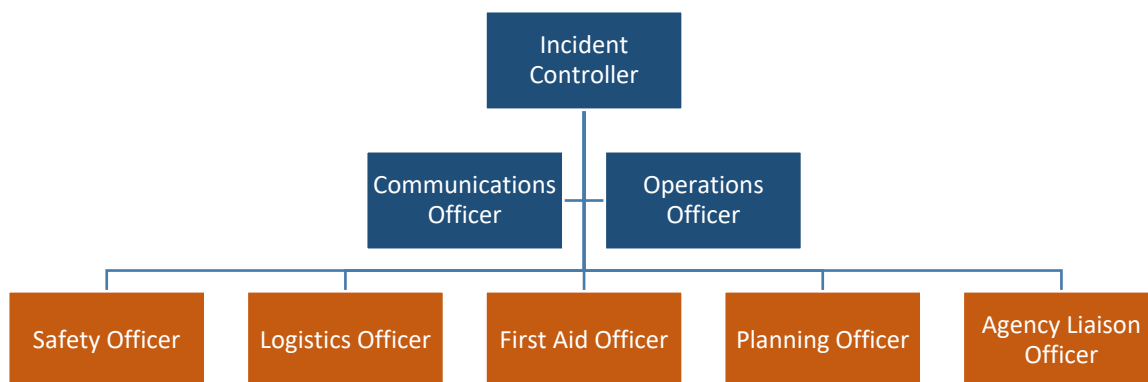 Incident
Controller
Communications
Officer
Operations
Officer
Safety Officer
Logistics Officer
First Aid Officer
Planning Officer
Agency Liaison
Officer